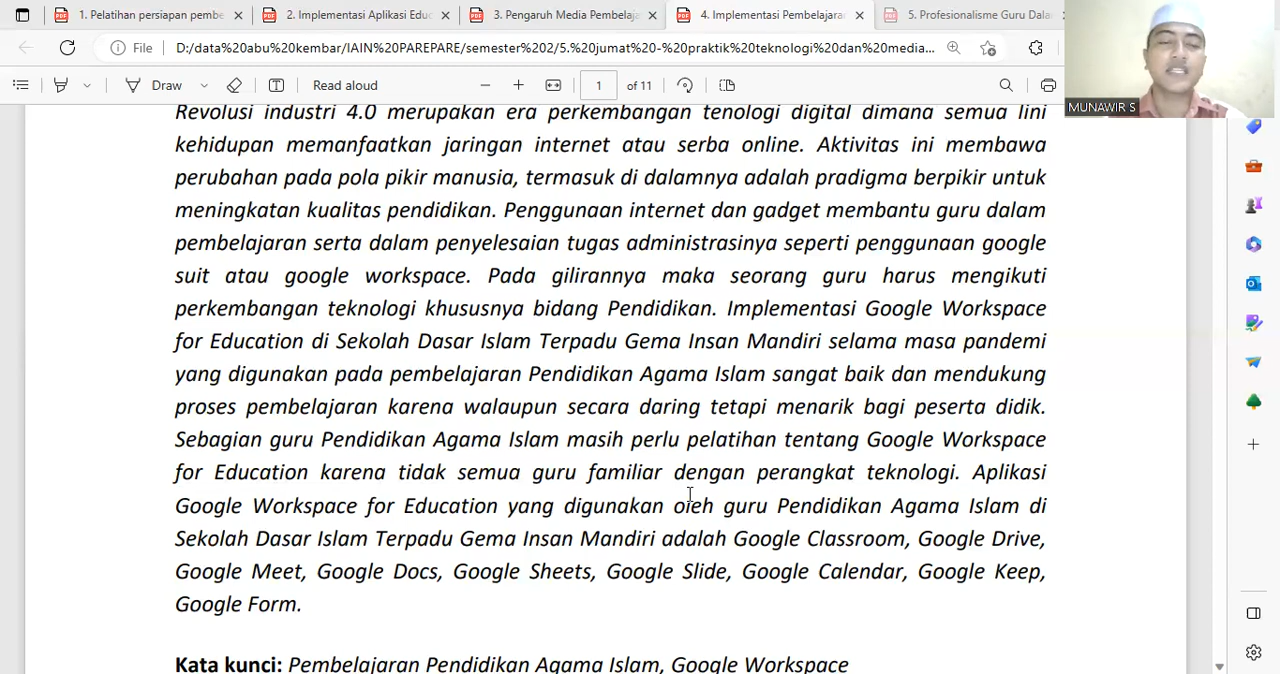 1. Pelatihan persiapan pembe
2. Implementasi Aplikasi Educ
3. Pengaruh Media Pembelaja
4. Implementasi Pembelajaran
5. Profesionalisme Guru Dalam
File
D:/data%20abu%20kembar/IAIN%20PAREPARE/semester%202/5.%20jumat%20-%20praktik%20teknologi%20dan%20media...
Draw
Read aloud
1 of 11
MUNAWIR S
Revolusi industri 4.0 merupakan era perkembangan tenologi digital dimana semua lini
kehidupan memanfaatkan jaringan internet atau serba online. Aktivitas ini membawa
perubahan pada pola pikir manusia, termasuk di dalamnya adalah pradigma berpikir untuk
meningkatan kualitas pendidikan. Penggunaan internet dan gadget membantu guru dalam
pembelajaran serta dalam penyelesaian tugas administrasinya seperti penggunaan google
suit atau google workspace. Pada gilirannya maka seorang guru harus mengikuti
perkembangan teknologi khususnya bidang Pendidikan. Implementasi Google Workspace
for Education di Sekolah Dasar Islam Terpadu Gema Insan Mandiri selama masa pandemi
yang digunakan pada pembelajaran Pendidikan Agama Islam sangat baik dan mendukung
proses pembelajaran karena walaupun secara daring tetapi menarik bagi peserta didik.
Sebagian guru Pendidikan Agama Islam masih perlu pelatihan tentang Google Workspace
for Education karena tidak semua guru familiar dengan perangkat teknologi. Aplikasi
Google Workspace for Education yang digunakan oleh guru Pendidikan Agama Islam di
Sekolah Dasar Islam Terpadu Gema Insan Mandiri adalah Google Classroom, Google Drive,
Google Meet, Google Docs, Google Sheets, Google Slide, Google Calendar, Google Keep,
Google Form.
Kata kunci: Pembelajaran Pendidikan Agama Islam, Google Workspace